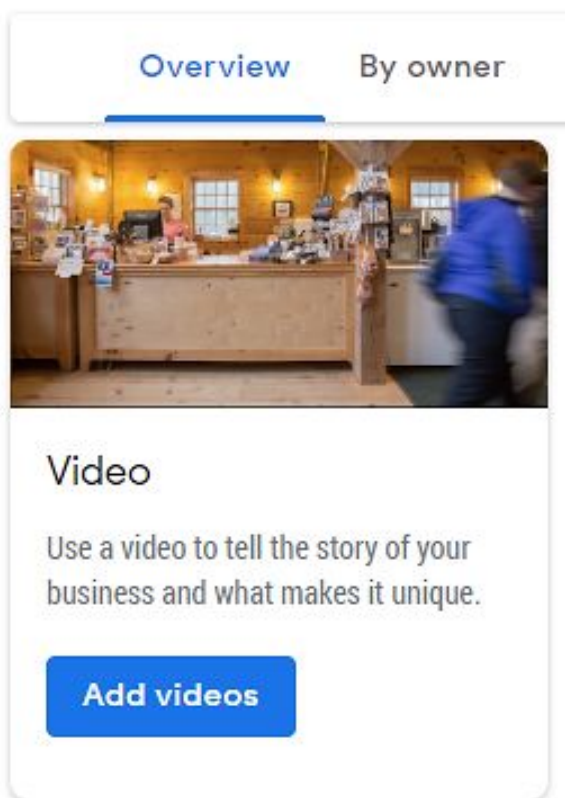 Overview By owner
Video
Use a video to tell the story of your
business and what makes it unique.
Add videos